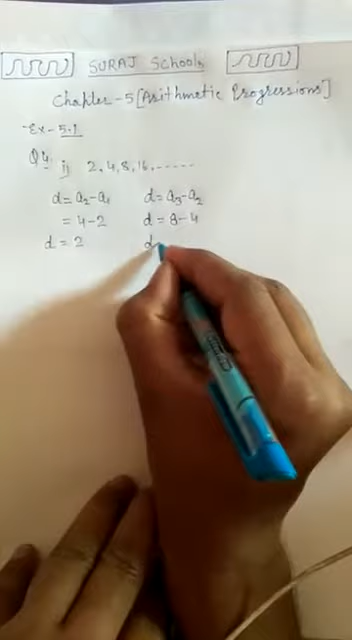 SURAJ Schools
Chapter-5 [Arithmetic Progressions]
Ex-5.1
Q4. i) 2, 4, 8, 16, .....
d = a₂-a₁ d = a₃-a₂
= 4-2 d = 8-4
d = 2 d